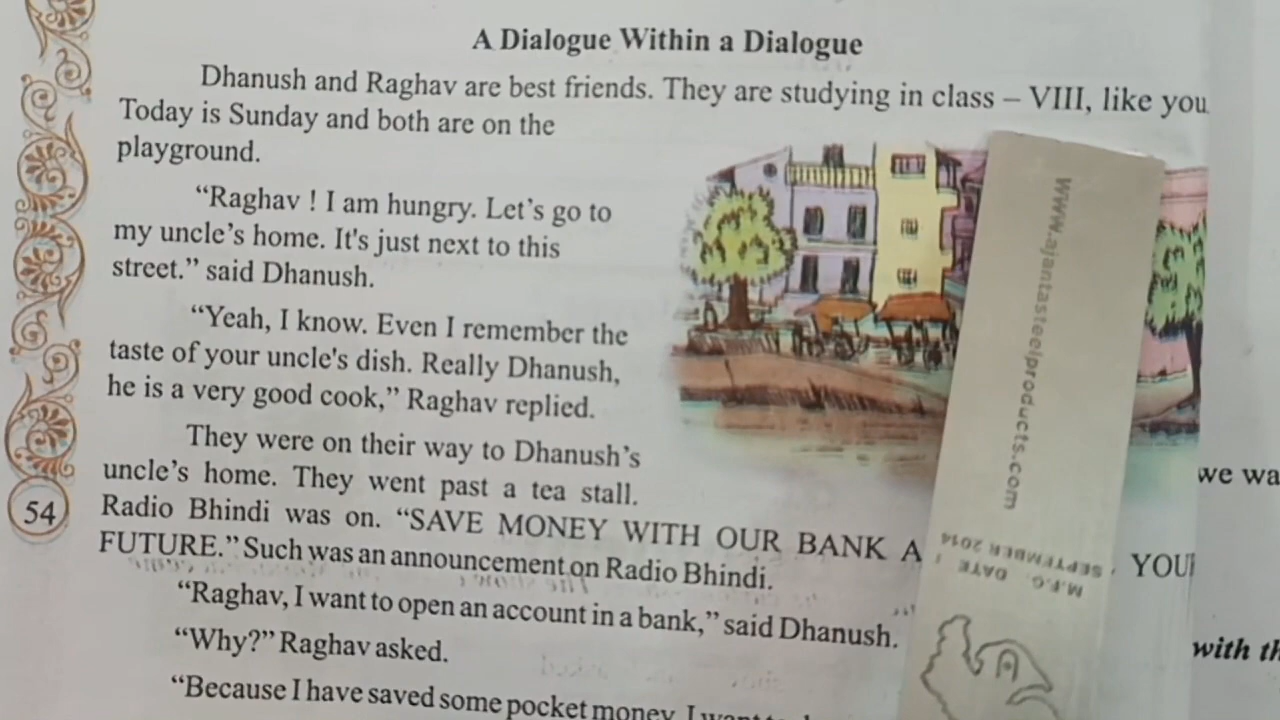 A Dialogue Within a Dialogue
Dhanush and Raghav are best friends. They are studying in class – VIII, like you
Today is Sunday and both are on the
playground.
“Raghav ! I am hungry. Let’s go to
my uncle’s home. It's just next to this
street.” said Dhanush.
“Yeah, I know. Even I remember the
taste of your uncle's dish. Really Dhanush,
he is a very good cook,” Raghav replied.
They were on their way to Dhanush’s
uncle’s home. They went past a tea stall.
Radio Bhindi was on. “SAVE MONEY WITH OUR BANK A
FUTURE.” Such was an announcement on Radio Bhindi.
“Raghav, I want to open an account in a bank,” said Dhanush.
“Why?” Raghav asked.
“Because I have saved some pocket money. I want
54
www.ajantasteelproducts.com
M.F.G. DATE
SEPTEMBER 2014
we wa
with th